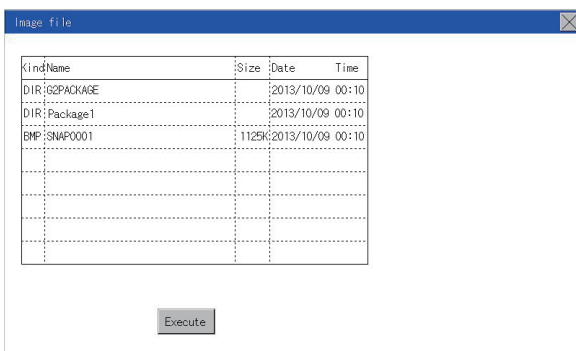 Image file
Kind Name Size Date Time
DIR G2PACKAGE 2013/10/09 00:10
DIR Package1 2013/10/09 00:10
BMP SNAP0001 1125K 2013/10/09 00:10
Execute